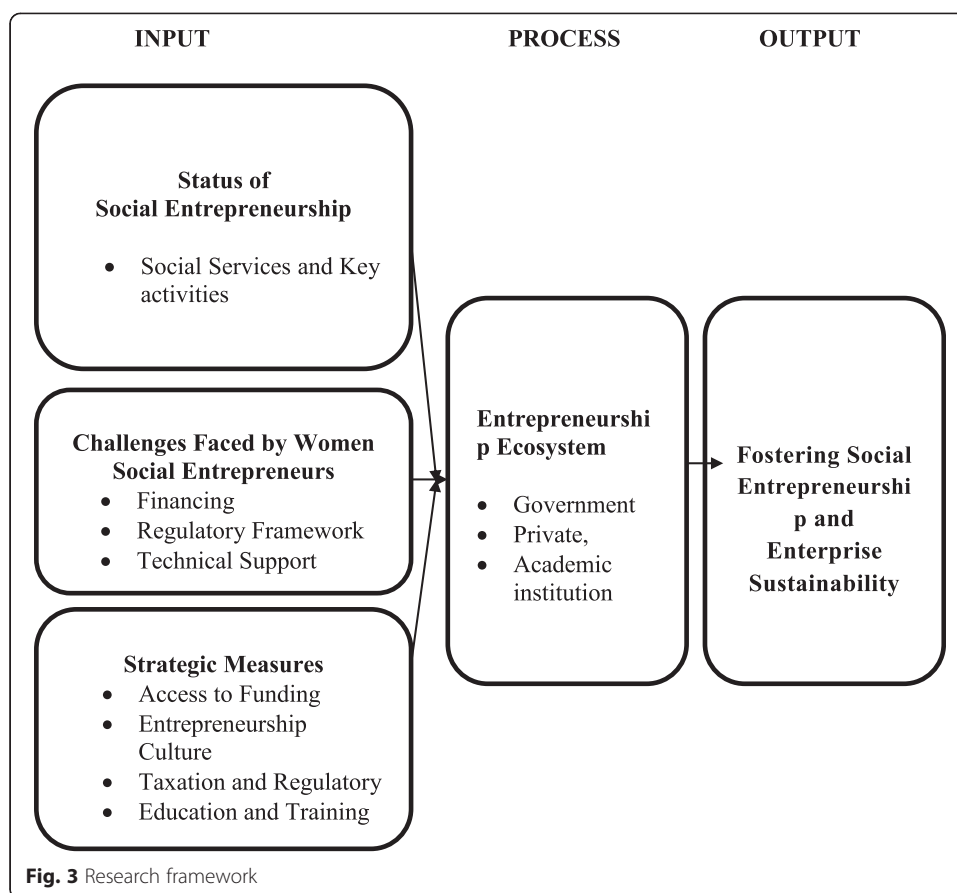 INPUT
PROCESS
OUTPUT
Status of
Social Entrepreneurship
• Social Services and Key
activities
Challenges Faced by Women
Social Entrepreneurs
• Financing
• Regulatory Framework
• Technical Support
Strategic Measures
• Access to Funding
• Entrepreneurship
Culture
• Taxation and Regulatory
• Education and Training
Entrepreneurshi
p Ecosystem
• Government
• Private,
• Academic
institution
Fostering Social
Entrepreneurshi
p and
Enterprise
Sustainability
Fig. 3 Research framework